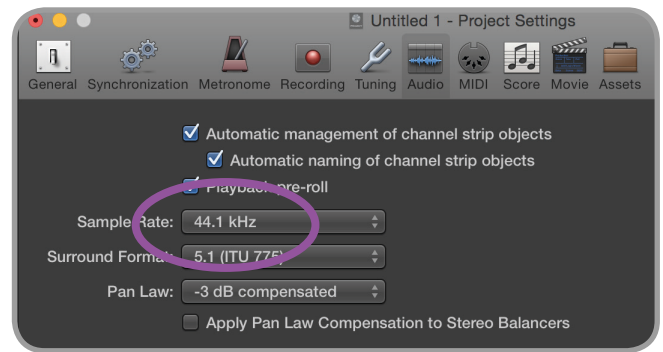 Untitled 1 - Project Settings
General Synchronization Metronome Recording Tuning Audio MIDI Score Movie Assets
Automatic management of channel strip objects
Automatic naming of channel strip objects
Playback pre-roll
Sample Rate: 44.1 kHz
Surround Format: 5.1 (ITU 775)
Pan Law: -3 dB compensated
Apply Pan Law Compensation to Stereo Balancers